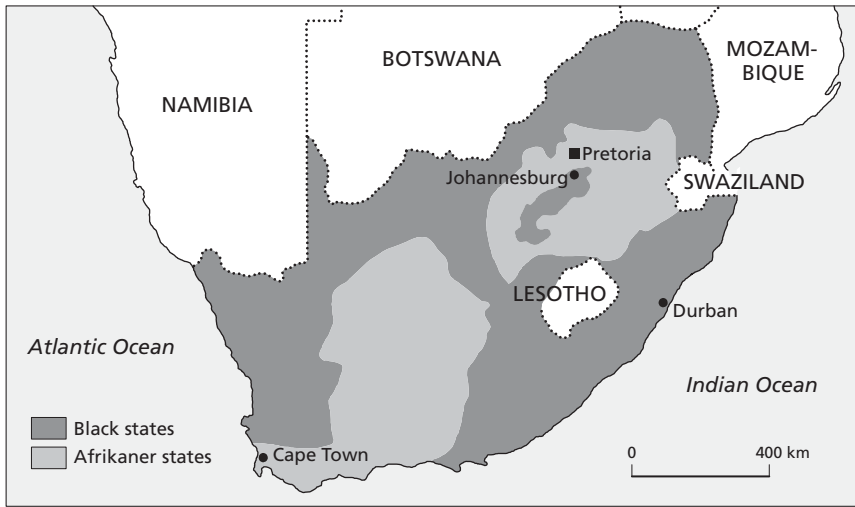 NAMIBIA
BOTSWANA
MOZAM-
BIQUE
Pretoria
Johannesburg
SWAZILAND
LESOTHO
Durban
Atlantic Ocean
Indian Ocean
Black states
Afrikaner states
Cape Town
0 400 km